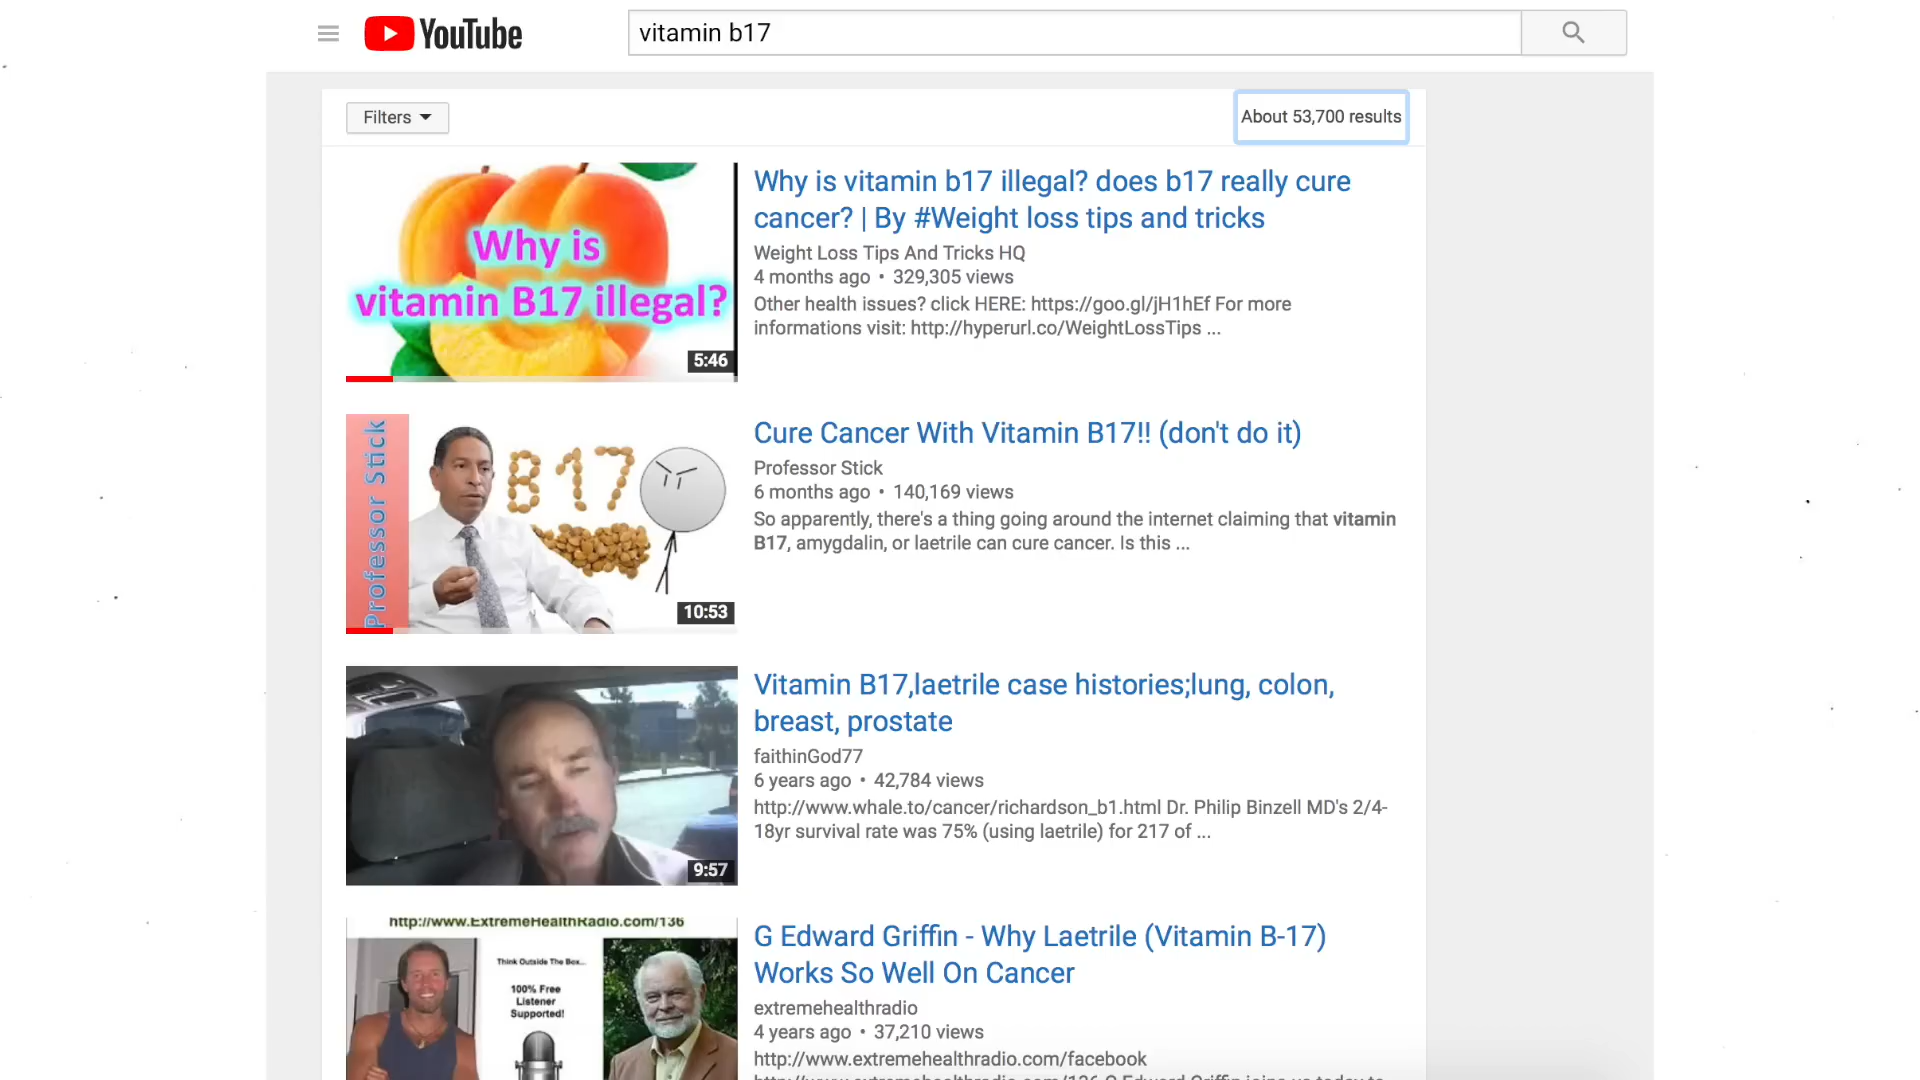 YouTube
vitamin b17
Filters
About 53,700 results
Why is
vitamin B17 illegal?
5:46
Why is vitamin b17 illegal? does b17 really cure
cancer? | By #Weight loss tips and tricks
Weight Loss Tips And Tricks HQ
4 months ago • 329,305 views
Other health issues? click HERE: https://goo.gl/jH1hEf For more
informations visit: http://hyperurl.co/WeightLossTips ...
Professor Stick
B17
10:53
Cure Cancer With Vitamin B17!! (don't do it)
Professor Stick
6 months ago • 140,169 views
So apparently, there's a thing going around the internet claiming that vitamin
B17, amygdalin, or laetrile can cure cancer. Is this ...
9:57
Vitamin B17,laetrile case histories;lung, colon,
breast, prostate
faithinGod77
6 years ago • 42,784 views
http://www.whale.to/cancer/richardson_b1.html Dr. Philip Binzell MD's 2/4-
18yr survival rate was 75% (using laetrile) for 217 of ...
http://www.ExtremeHealthRadio.com/136
Think Outside The Box...
100% Free
Listener
Supported!
G Edward Griffin - Why Laetrile (Vitamin B-17)
Works So Well On Cancer
extremehealthradio
4 years ago • 37,210 views
http://www.extremehealthradio.com/facebook